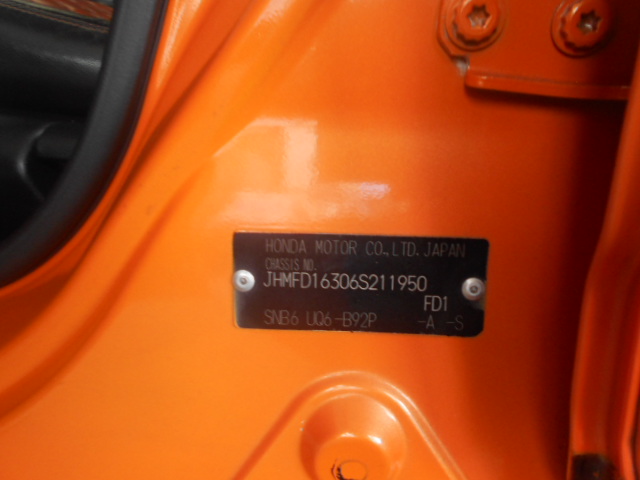 HONDA MOTOR CO.,LTD. JAPAN
CHASSIS NO.
JHMFD16306S211950
FD1
SNB6 UQ6-B92P -A -S